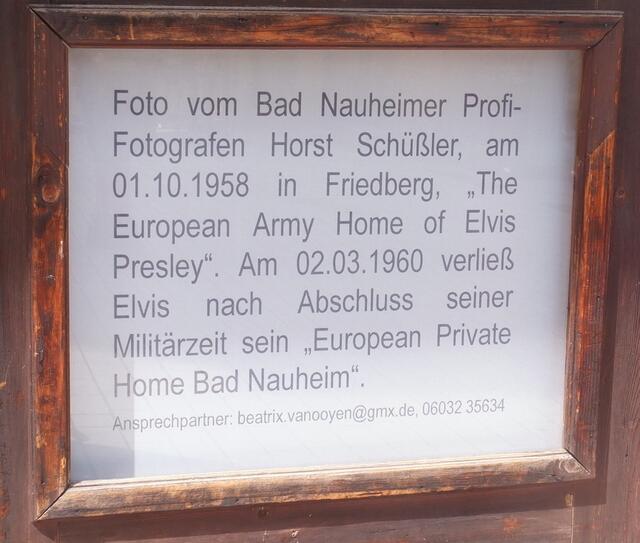 Foto vom Bad Nauheimer Profi-
Fotografen Horst Schüßler, am
01.10.1958 in Friedberg, „The
European Army Home of Elvis
Presley“. Am 02.03.1960 verließ
Elvis nach Abschluss seiner
Militärzeit sein „European Private
Home Bad Nauheim“.
Ansprechpartner: beatrix.vanooyen@gmx.de, 06032 35634